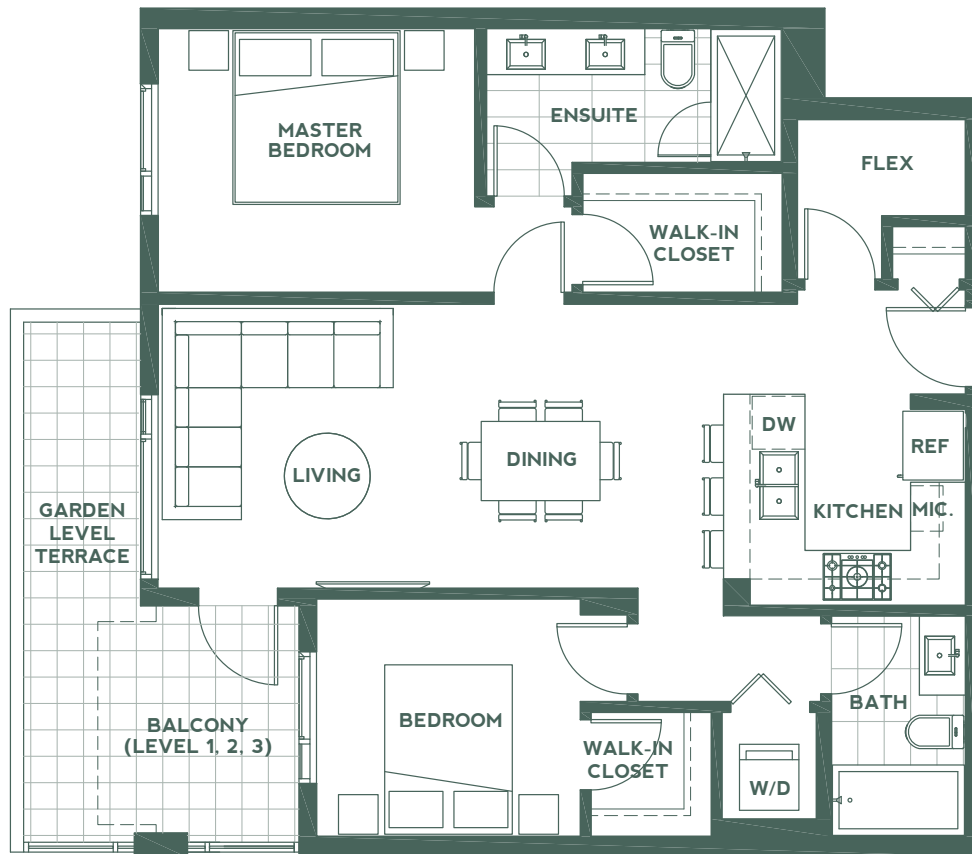 MASTER
BEDROOM
ENSUITE
FLEX
WALK-IN
CLOSET
DW
REF
LIVING
DINING
KITCHEN
MIC.
GARDEN
LEVEL
TERRACE
BALCONY
(LEVEL 1, 2, 3)
BEDROOM
WALK-IN
CLOSET
W/D
BATH